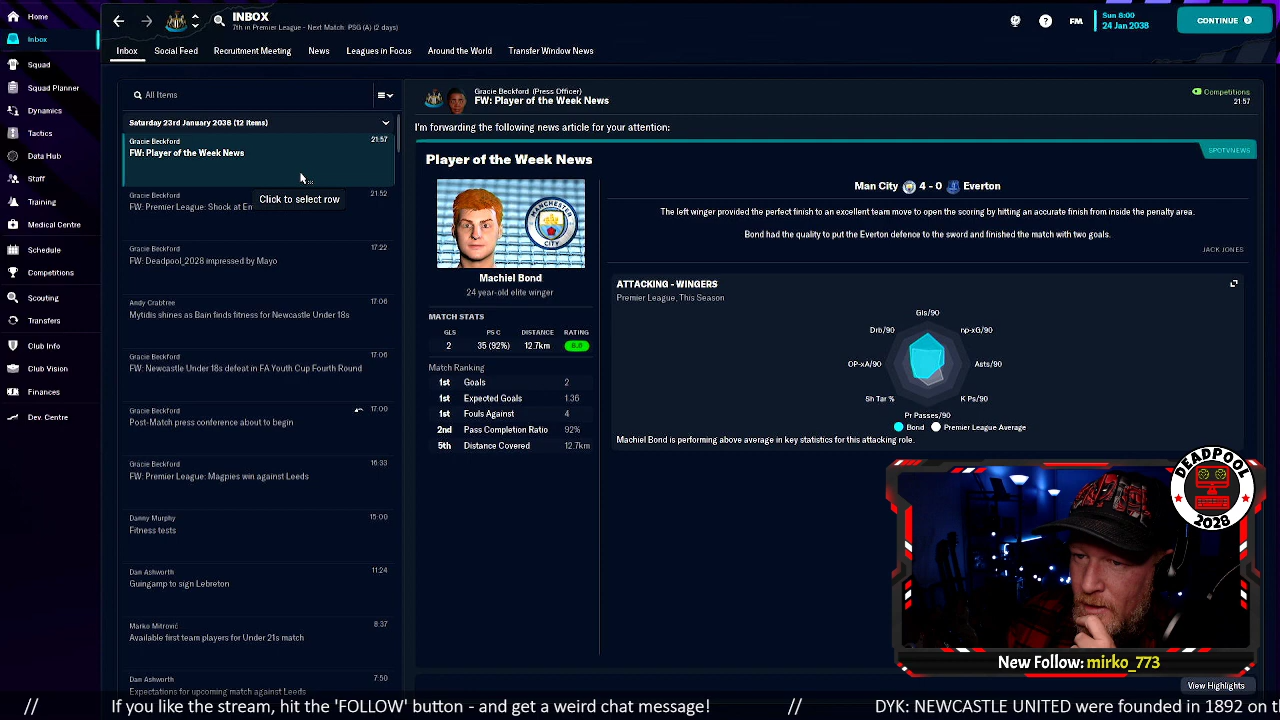 Home
Inbox
Squad
Squad Planner
Dynamics
Tactics
Data Hub
Staff
Training
Medical Centre
Schedule
Competitions
Scouting
Transfers
Club Info
Club Vision
Finances
Dev. Centre
INBOX
7th in Premier League - Next Match: PSG (A) (2 days)
FM
Sun 8:00
24 Jan 2038
CONTINUE
Inbox
Social Feed
Recruitment Meeting
News
Leagues in Focus
Around the World
Transfer Window News
All Items
Saturday 23rd January 2038 (12 items)
Gracie Beckford
21:57
FW: Player of the Week News
Click to select row
Gracie Beckford
21:52
FW: Premier League: Shock at Em
Gracie Beckford
17:22
FW: Deadpool_2028 impressed by Mayo
Andy Crabtree
17:06
Mytidis shines as Bain finds fitness for Newcastle Under 18s
Gracie Beckford
17:06
FW: Newcastle Under 18s defeat in FA Youth Cup Fourth Round
Gracie Beckford
17:00
Post-Match press conference about to begin
Gracie Beckford
16:33
FW: Premier League: Magpies win against Leeds
Danny Murphy
15:00
Fitness tests
Dan Ashworth
11:24
Guingamp to sign Lebreton
Marko Mitrović
8:37
Available first team players for Under 21s match
Dan Ashworth
7:50
Expectations for upcoming match against Leeds
Gracie Beckford (Press Officer)
FW: Player of the Week News
Competitions
21:57
I'm forwarding the following news article for your attention:
SPOTVNEWS
Player of the Week News
MANCHESTER
CITY
Machiel Bond
24 year-old elite winger
MATCH STATS
GLS
PS C
DISTANCE
RATING
2
35 (92%)
12.7km
Match Ranking
1st Goals 2
1st Expected Goals 1.36
1st Fouls Against 4
2nd Pass Completion Ratio 92%
5th Distance Covered 12.7km
Man City 4 - 0 Everton
The left winger provided the perfect finish to an excellent team move to open the scoring by hitting an accurate finish from inside the penalty area.
Bond had the quality to put the Everton defence to the sword and finished the match with two goals.
JACK JONES
ATTACKING - WINGERS
Premier League, This Season
Gls/90
np-xG/90
Asts/90
K Ps/90
Pr Passes/90
Sh Tar %
OP-xA/90
Drb/90
Bond
Premier League Average
Machiel Bond is performing above average in key statistics for this attacking role.
DEADPOOL
2028
New Follow: mirko_773
View Highlights
// If you like the stream, hit the 'FOLLOW' button - and get a weird chat message! // DYK: NEWCASTLE UNITED were founded in 1892 on t